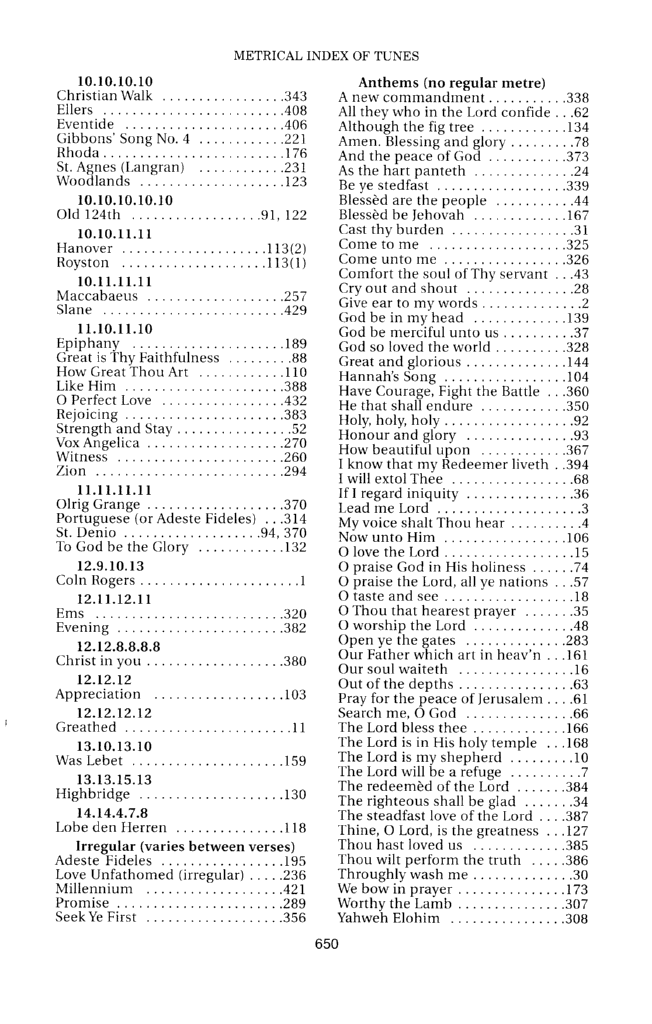 METRICAL INDEX OF TUNES
10.10.10.10
Christian Walk . . . . . . . . . . . . . . . . .343
Ellers . . . . . . . . . . . . . . . . . . . . . . . . .408
Eventide . . . . . . . . . . . . . . . . . . . . . .406
Gibbons' Song No. 4 . . . . . . . . . . . .221
Rhoda . . . . . . . . . . . . . . . . . . . . . . . . .176
St. Agnes (Langran) . . . . . . . . . . . .231
Woodlands . . . . . . . . . . . . . . . . . . . .123
10.10.10.10.10
Old 124th . . . . . . . . . . . . . . . . . .91, 122
10.10.11.11
Hanover . . . . . . . . . . . . . . . . . . . .113(2)
Royston . . . . . . . . . . . . . . . . . . . .113(1)
10.11.11.11
Maccabaeus . . . . . . . . . . . . . . . . . . .257
Slane . . . . . . . . . . . . . . . . . . . . . . . . .429
11.10.11.10
Epiphany . . . . . . . . . . . . . . . . . . . . .189
Great is Thy Faithfulness . . . . . . . . .88
How Great Thou Art . . . . . . . . . . . .110
Like Him . . . . . . . . . . . . . . . . . . . . . .388
O Perfect Love . . . . . . . . . . . . . . . . .432
Rejoicing . . . . . . . . . . . . . . . . . . . . . .383
Strength and Stay . . . . . . . . . . . . . . . .52
Vox Angelica . . . . . . . . . . . . . . . . . . .270
Witness . . . . . . . . . . . . . . . . . . . . . . .260
Zion . . . . . . . . . . . . . . . . . . . . . . . . . .294
11.11.11.11
Olrig Grange . . . . . . . . . . . . . . . . . . .370
Portuguese (or Adeste Fideles) . . .314
St. Denio . . . . . . . . . . . . . . . . . . .94, 370
To God be the Glory . . . . . . . . . . . .132
12.9.10.13
Coln Rogers . . . . . . . . . . . . . . . . . . . . . .1
12.11.12.11
Ems . . . . . . . . . . . . . . . . . . . . . . . . . .320
Evening . . . . . . . . . . . . . . . . . . . . . . .382
12.12.8.8.8.8
Christ in you . . . . . . . . . . . . . . . . . . .380
12.12.12
Appreciation . . . . . . . . . . . . . . . . . .103
12.12.12.12
Greathed . . . . . . . . . . . . . . . . . . . . . . .11
13.10.13.10
Was Lebet . . . . . . . . . . . . . . . . . . . . .159
13.13.15.13
Highbridge . . . . . . . . . . . . . . . . . . . .130
14.14.4.7.8
Lobe den Herren . . . . . . . . . . . . . . .118
Irregular (varies between verses)
Adeste Fideles . . . . . . . . . . . . . . . . .195
Love Unfathomed (irregular) . . . . .236
Millennium . . . . . . . . . . . . . . . . . . .421
Promise . . . . . . . . . . . . . . . . . . . . . . .289
Seek Ye First . . . . . . . . . . . . . . . . . . .356
Anthems (no regular metre)
A new commandment . . . . . . . . . . .338
All they who in the Lord confide . . .62
Although the fig tree . . . . . . . . . . . .134
Amen. Blessing and glory . . . . . . . . .78
And the peace of God . . . . . . . . . . .373
As the hart panteth . . . . . . . . . . . . . .24
Be ye stedfast . . . . . . . . . . . . . . . . . .339
Blessèd are the people . . . . . . . . . . .44
Blessèd be Jehovah . . . . . . . . . . . . .167
Cast thy burden . . . . . . . . . . . . . . . . .31
Come to me . . . . . . . . . . . . . . . . . . .325
Come unto me . . . . . . . . . . . . . . . . .326
Comfort the soul of Thy servant . . .43
Cry out and shout . . . . . . . . . . . . . . .28
Give ear to my words . . . . . . . . . . . . . .2
God be in my head . . . . . . . . . . . . .139
God be merciful unto us . . . . . . . . . .37
God so loved the world . . . . . . . . . .328
Great and glorious . . . . . . . . . . . . . .144
Hannah's Song . . . . . . . . . . . . . . . . .104
Have Courage, Fight the Battle . . .360
He that shall endure . . . . . . . . . . . .350
Holy, holy, holy . . . . . . . . . . . . . . . . . .92
Honour and glory . . . . . . . . . . . . . . .93
How beautiful upon . . . . . . . . . . . .367
I know that my Redeemer liveth . .394
I will extol Thee . . . . . . . . . . . . . . . . .68
If I regard iniquity . . . . . . . . . . . . . . .36
Lead me Lord . . . . . . . . . . . . . . . . . . . .3
My voice shalt Thou hear . . . . . . . . . .4
Now unto Him . . . . . . . . . . . . . . . . .106
O love the Lord . . . . . . . . . . . . . . . . . .15
O praise God in His holiness . . . . . .74
O praise the Lord, all ye nations . . .57
O taste and see . . . . . . . . . . . . . . . . . .18
O Thou that hearest prayer . . . . . . .35
O worship the Lord . . . . . . . . . . . . . .48
Open ye the gates . . . . . . . . . . . . . .283
Our Father which art in heav'n . . .161
Our soul waiteth . . . . . . . . . . . . . . . .16
Out of the depths . . . . . . . . . . . . . . . .63
Pray for the peace of Jerusalem . . . .61
Search me, O God . . . . . . . . . . . . . . .66
The Lord bless thee . . . . . . . . . . . . .166
The Lord is in His holy temple . . .168
The Lord is my shepherd . . . . . . . . .10
The Lord will be a refuge . . . . . . . . . .7
The redeemèd of the Lord . . . . . . .384
The righteous shall be glad . . . . . . .34
The steadfast love of the Lord . . . .387
Thine, O Lord, is the greatness . . .127
Thou hast loved us . . . . . . . . . . . . .385
Thou wilt perform the truth . . . . .386
Throughly wash me . . . . . . . . . . . . . .30
We bow in prayer . . . . . . . . . . . . . . .173
Worthy the Lamb . . . . . . . . . . . . . . .307
Yahweh Elohim . . . . . . . . . . . . . . . .308
650